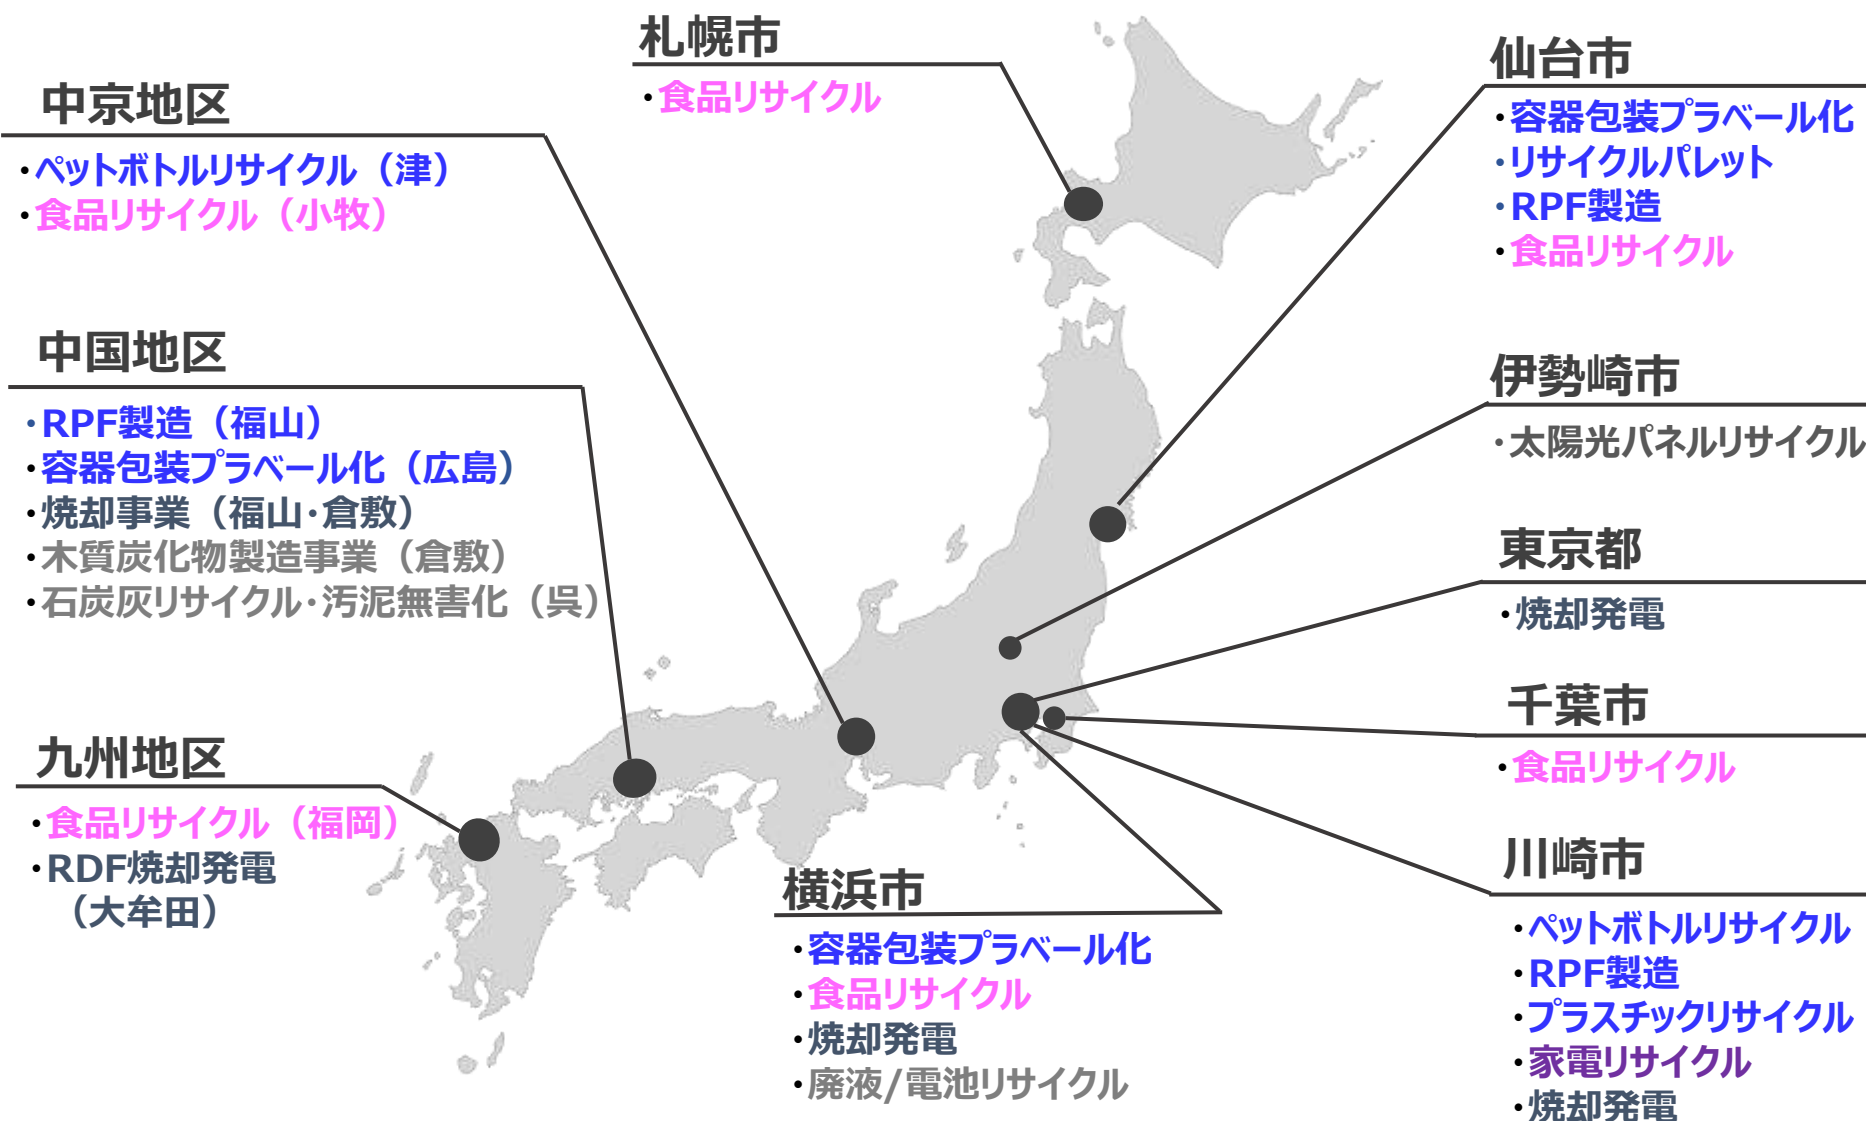 札幌市
・食品リサイクル
仙台市
・容器包装プラベール化
・リサイクルパレット
・RPF製造
・食品リサイクル
中京地区
・ペットボトルリサイクル（津）
・食品リサイクル（小牧）
中国地区
・RPF製造（福山）
・容器包装プラベール化（広島）
・焼却事業（福山・倉敷）
・木質炭化物製造事業（倉敷）
・石炭灰リサイクル・汚泥無害化（呉）
伊勢崎市
・太陽光パネルリサイクル
東京都
・焼却発電
千葉市
・食品リサイクル
九州地区
・食品リサイクル（福岡）
・RDF焼却発電
（大牟田）
横浜市
・容器包装プラベール化
・食品リサイクル
・焼却発電
・廃液/電池リサイクル
川崎市
・ペットボトルリサイクル
・RPF製造
・プラスチックリサイクル
・家電リサイクル
・焼却発電